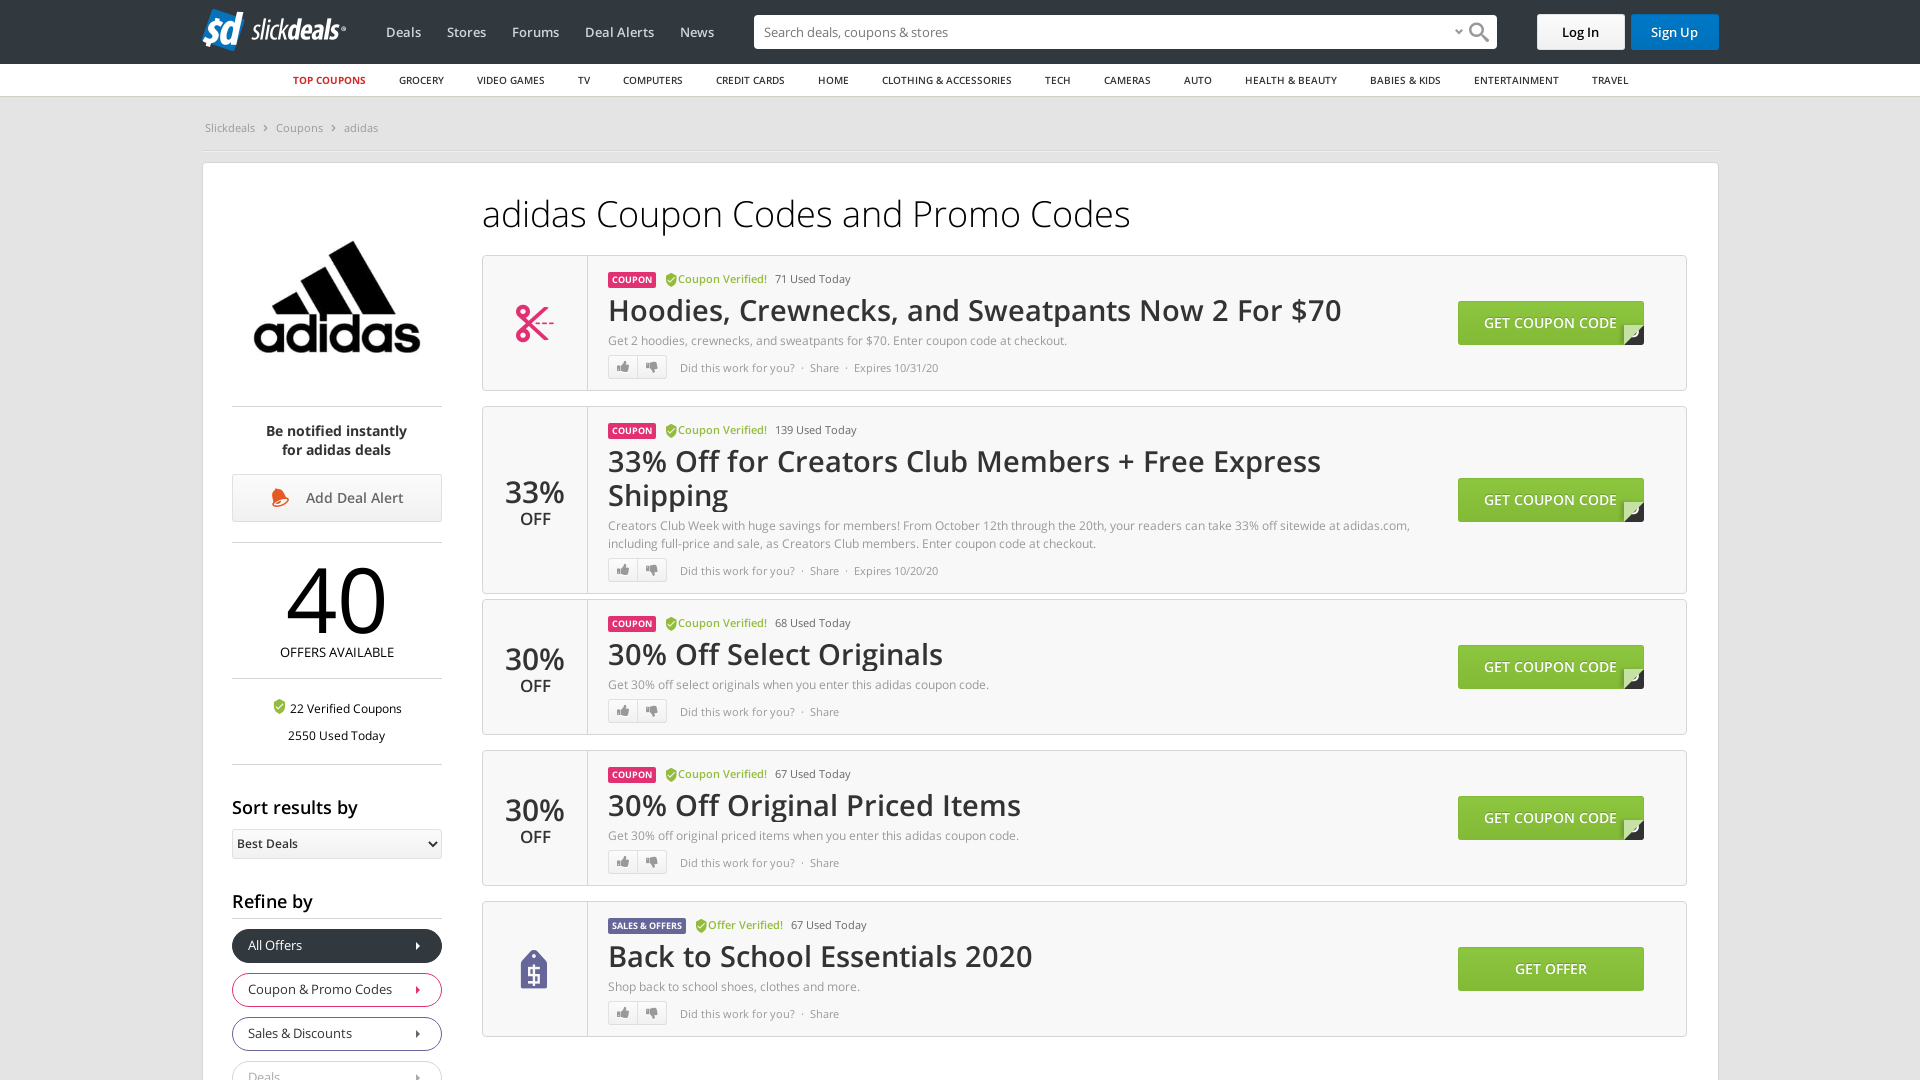 slickdeals
Deals
Stores
Forums
Deal Alerts
News
Search deals, coupons & stores
Log In
Sign Up
TOP COUPONS
GROCERY
VIDEO GAMES
TV
COMPUTERS
CREDIT CARDS
HOME
CLOTHING & ACCESSORIES
TECH
CAMERAS
AUTO
HEALTH & BEAUTY
BABIES & KIDS
ENTERTAINMENT
TRAVEL
Slickdeals › Coupons › adidas
adidas
Be notified instantly
for adidas deals
Add Deal Alert
40
OFFERS AVAILABLE
22 Verified Coupons
2550 Used Today
Sort results by
Best Deals
Refine by
All Offers
Coupon & Promo Codes
Sales & Discounts
Deals
adidas Coupon Codes and Promo Codes
COUPON Coupon Verified! 71 Used Today
Hoodies, Crewnecks, and Sweatpants Now 2 For $70
Get 2 hoodies, crewnecks, and sweatpants for $70. Enter coupon code at checkout.
Did this work for you? · Share · Expires 10/31/20
GET COUPON CODE
33%
OFF
COUPON Coupon Verified! 139 Used Today
33% Off for Creators Club Members + Free Express
Shipping
Creators Club Week with huge savings for members! From October 12th through the 20th, your readers can take 33% off sitewide at adidas.com,
including full-price and sale, as Creators Club members. Enter coupon code at checkout.
Did this work for you? · Share · Expires 10/20/20
GET COUPON CODE
30%
OFF
COUPON Coupon Verified! 68 Used Today
30% Off Select Originals
Get 30% off select originals when you enter this adidas coupon code.
Did this work for you? · Share
GET COUPON CODE
30%
OFF
COUPON Coupon Verified! 67 Used Today
30% Off Original Priced Items
Get 30% off original priced items when you enter this adidas coupon code.
Did this work for you? · Share
GET COUPON CODE
SALES & OFFERS Offer Verified! 67 Used Today
Back to School Essentials 2020
Shop back to school shoes, clothes and more.
Did this work for you? · Share
GET OFFER